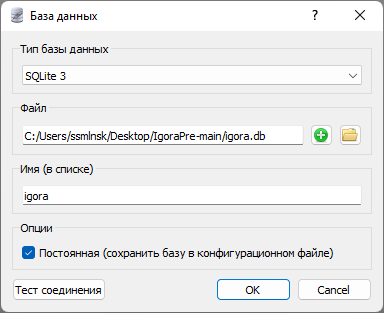 База данных
?
Тип базы данных
SQLite 3
Файл
C:/Users/ssmlnsk/Desktop/IgoraPre-main/igora.db
Имя (в списке)
igora
Опции
Постоянная (сохранить базу в конфигурационном файле)
Тест соединения
OK
Cancel